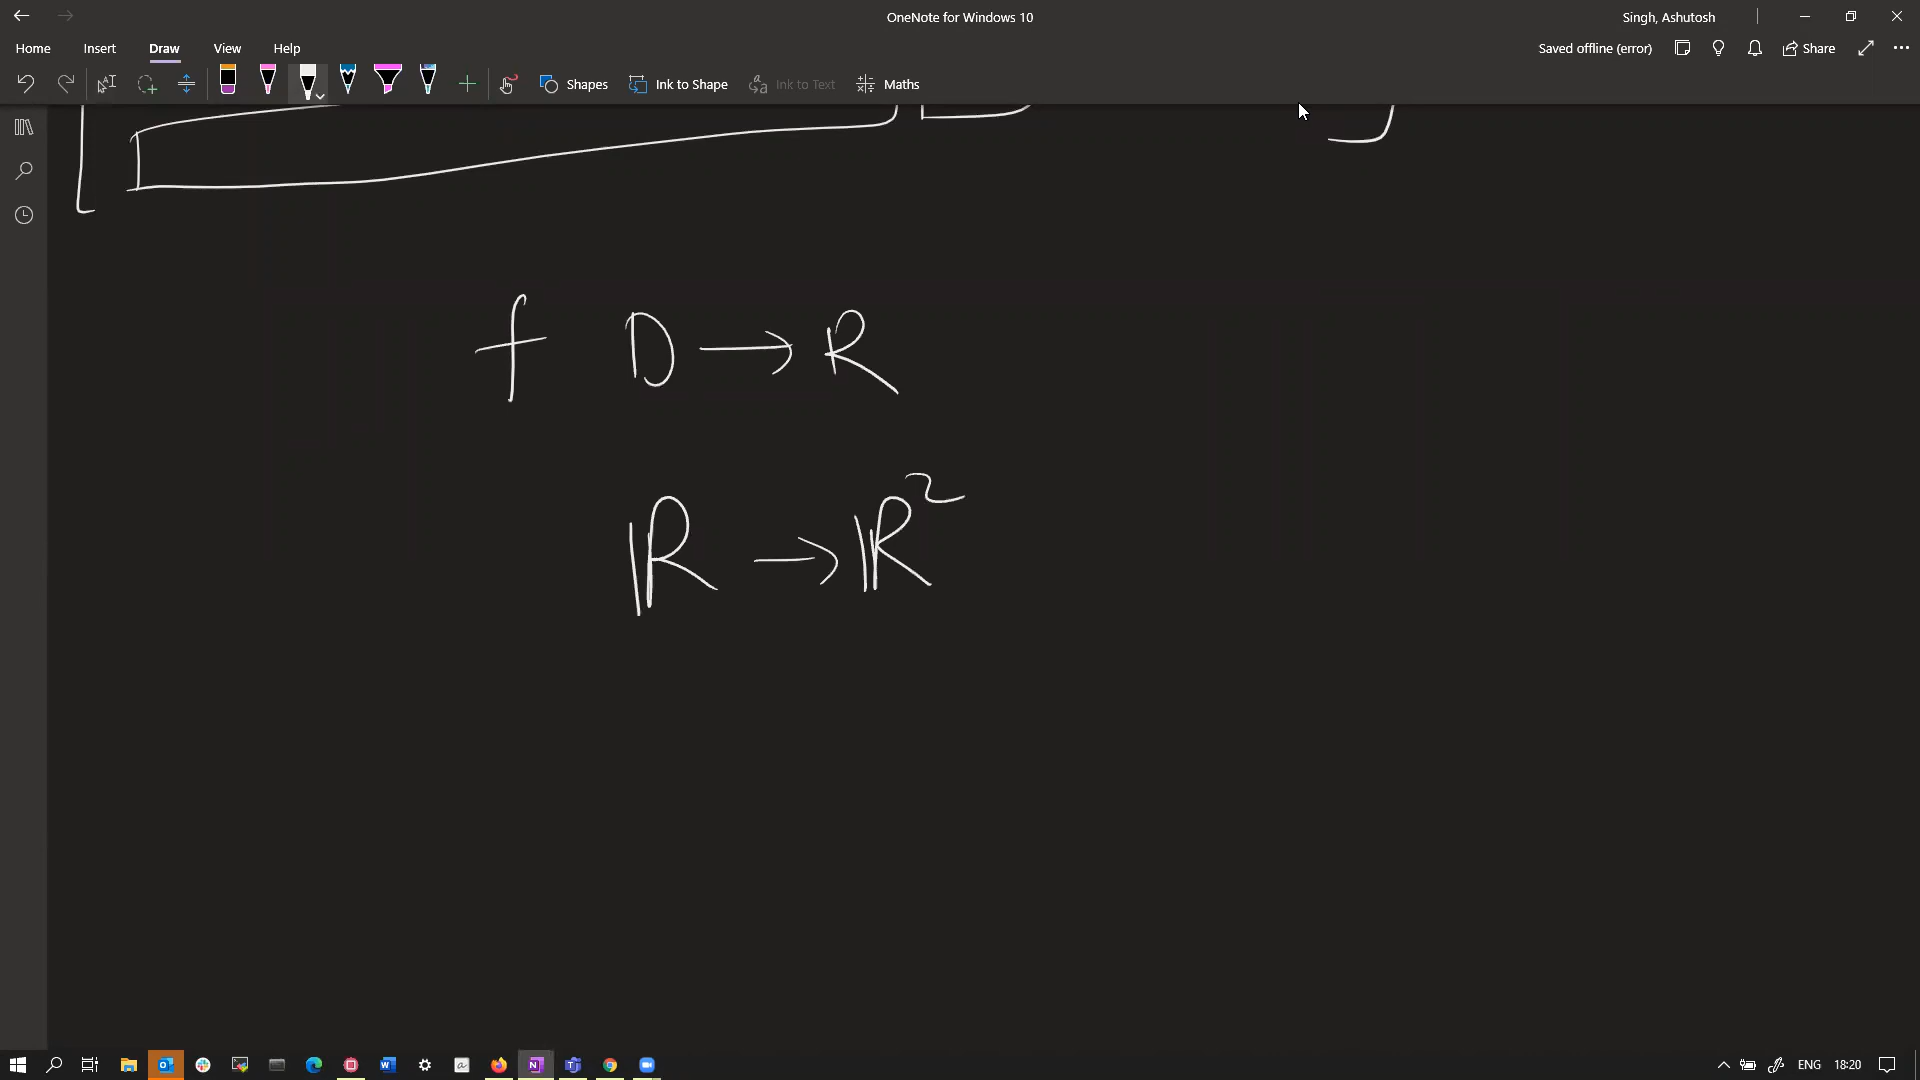 OneNote for Windows 10
Singh, Ashutosh
Home Insert Draw View Help
Saved offline (error) Share
Shapes Ink to Shape Ink to Text Maths
f D → R
ℝ → ℝ²
ENG 18:20